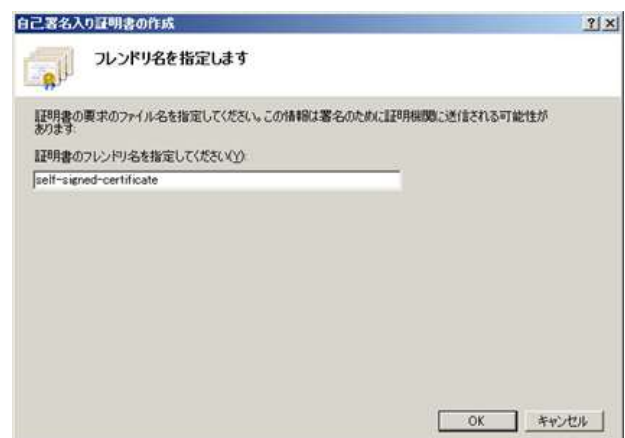 自己署名入り証明書の作成
フレンドリ名を指定します
証明書の要求のファイル名を指定してください。この情報は署名のために証明機関に送信される可能性が
あります:
証明書のフレンドリ名を指定してください(Y):
self-signed-certificate
OK
キャンセル